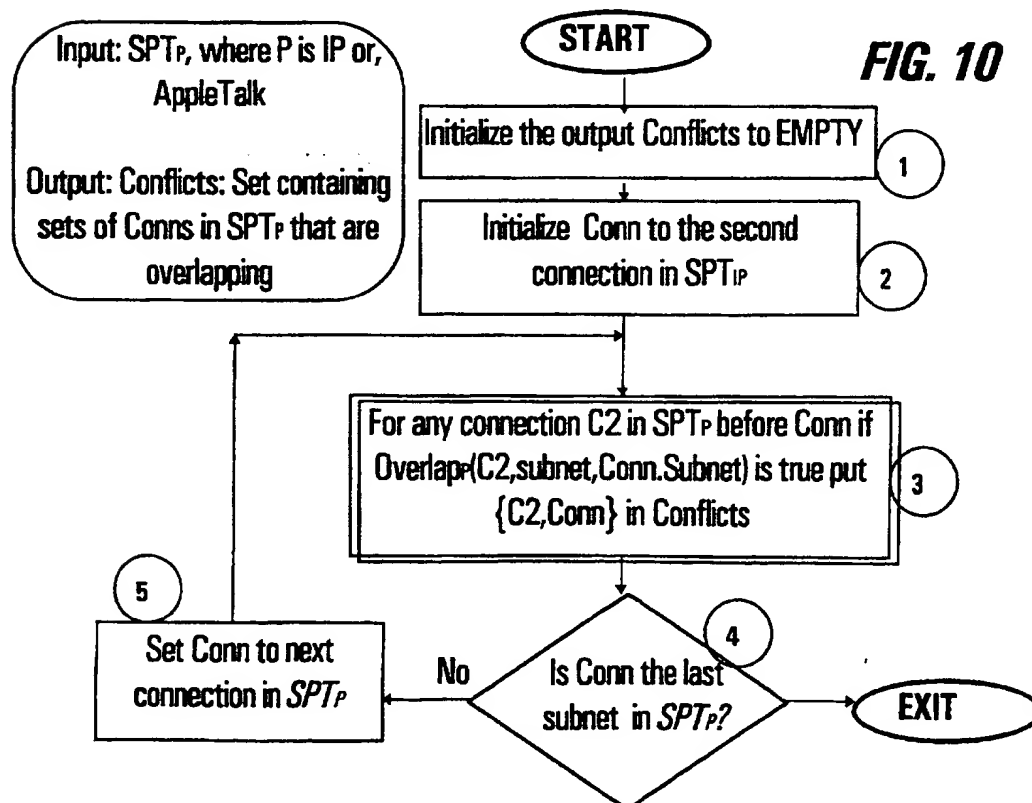 Input: SPTP, where P is IP or,
AppleTalk
Output: Conflicts: Set containing
sets of Conns in SPTP that are
overlapping
START
FIG. 10
Initialize the output Conflicts to EMPTY
1
Initialize Conn to the second
connection in SPTIP
2
For any connection C2 in SPTP before Conn if
OverlapP(C2,subnet,Conn.Subnet) is true put
{C2,Conn} in Conflicts
3
4
Is Conn the last
subnet in SPTP?
No
5
Set Conn to next
connection in SPTP
EXIT